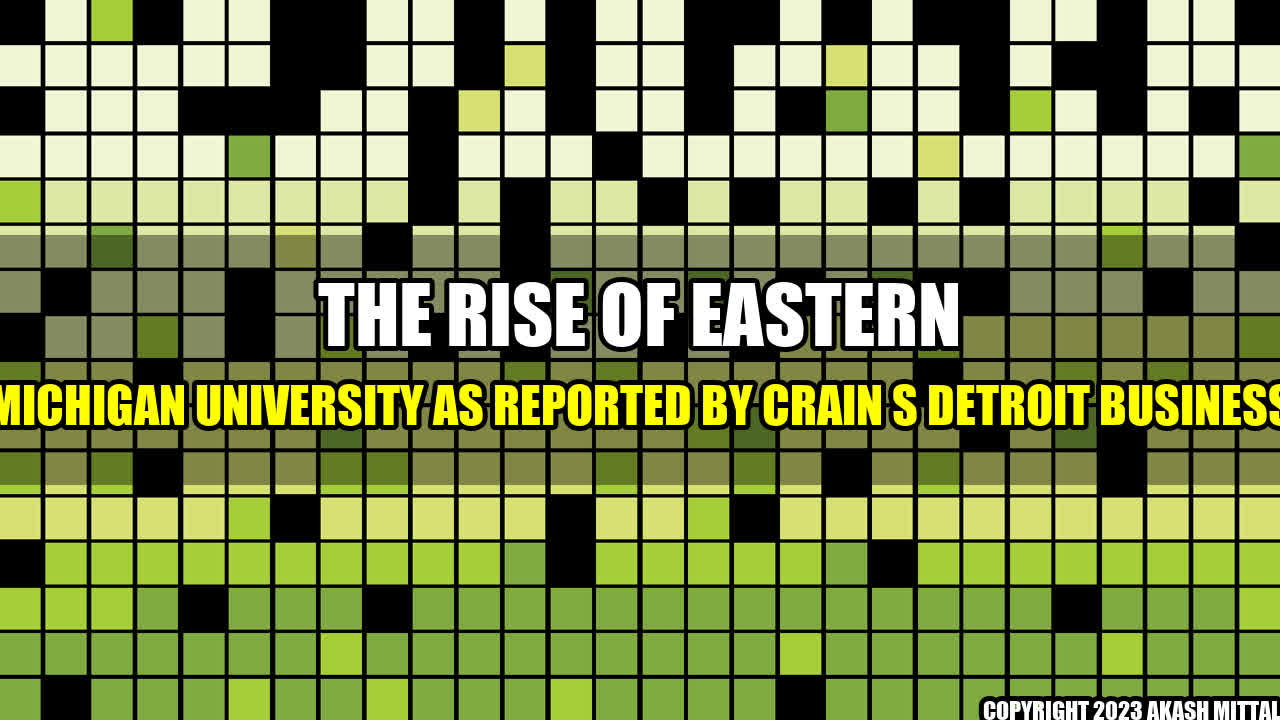 THE RISE OF EASTERN
MICHIGAN UNIVERSITY AS REPORTED BY CRAIN S DETROIT BUSINESS
COPYRIGHT 2023 AKASH MITTAL